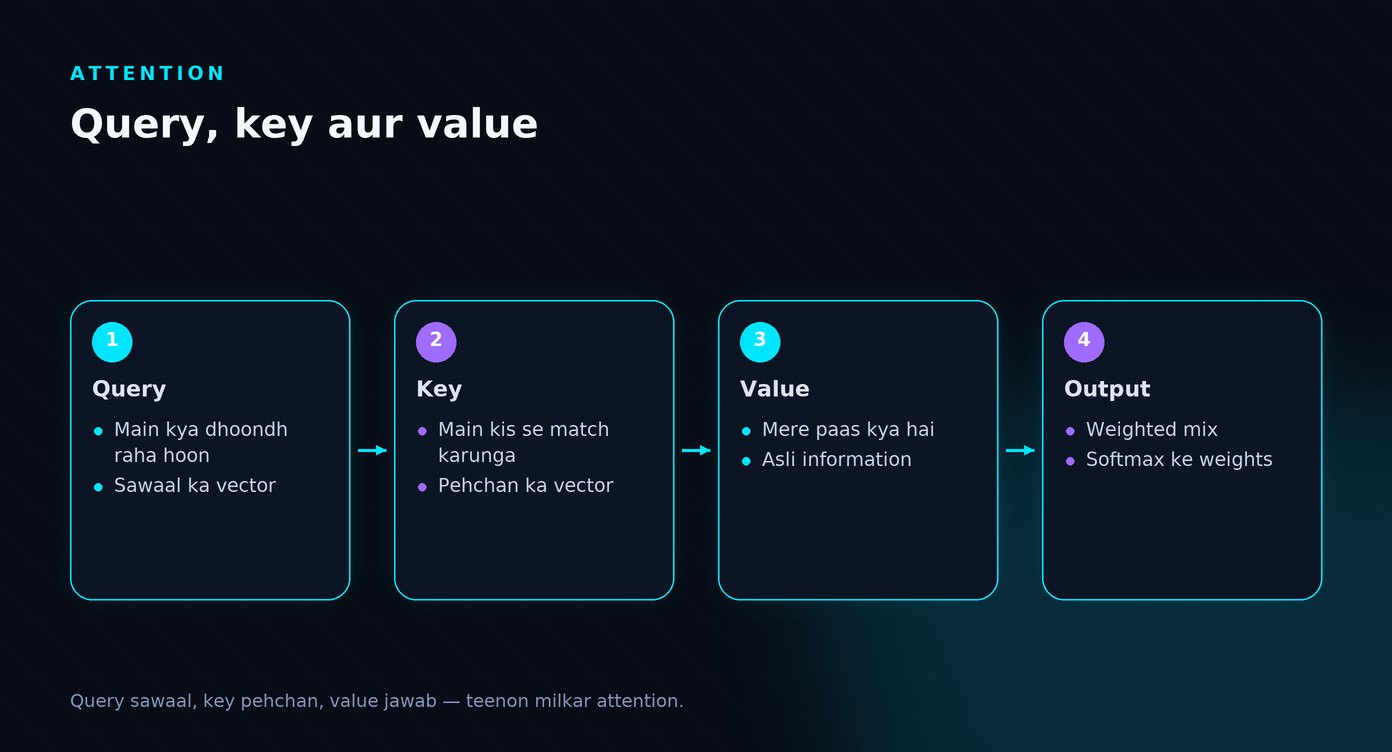 ATTENTION
Query, key aur value
1
Query
Main kya dhoondh
raha hoon
Sawaal ka vector
2
Key
Main kis se match
karunga
Pehchan ka vector
3
Value
Mere paas kya hai
Asli information
4
Output
Weighted mix
Softmax ke weights
Query sawaal, key pehchan, value jawab — teenon milkar attention.